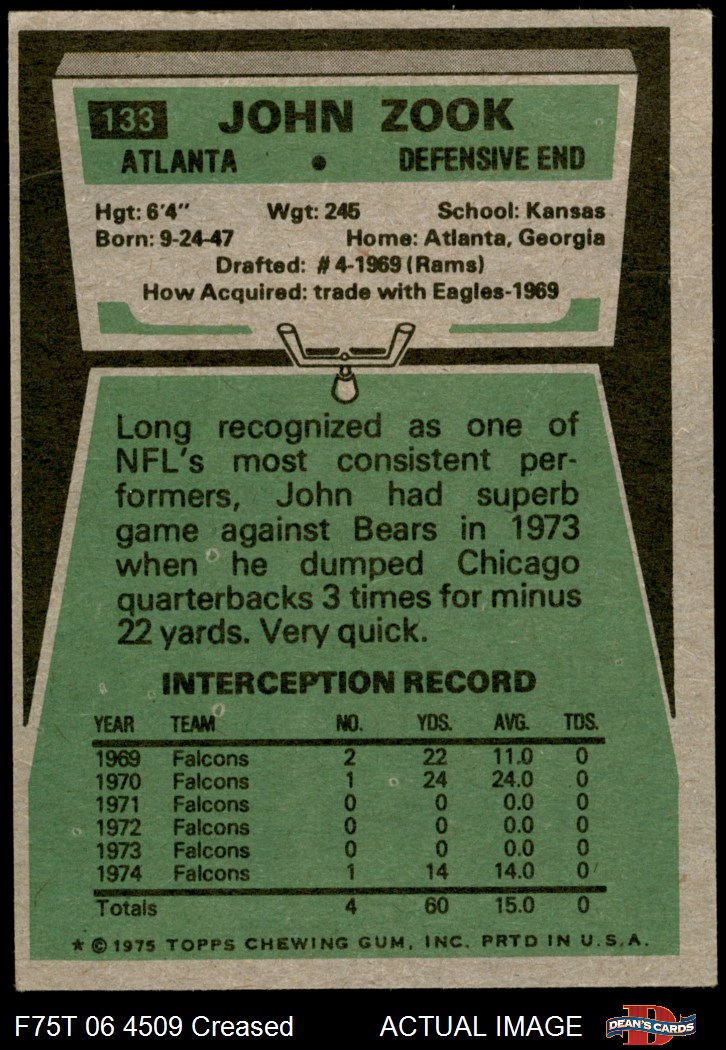 133 JOHN ZOOK
ATLANTA • DEFENSIVE END
Hgt: 6'4" Wgt: 245 School: Kansas
Born: 9-24-47 Home: Atlanta, Georgia
Drafted: #4-1969 (Rams)
How Acquired: trade with Eagles-1969
Long recognized as one of
NFL's most consistent per-
formers, John had superb
game against Bears in 1973
when he dumped Chicago
quarterbacks 3 times for minus
22 yards. Very quick.
INTERCEPTION RECORD
YEAR TEAM NO. YDS. AVG. TDS.
1969 Falcons 2 22 11.0 0
1970 Falcons 1 24 24.0 0
1971 Falcons 0 0 0.0 0
1972 Falcons 0 0 0.0 0
1973 Falcons 0 0 0.0 0
1974 Falcons 1 14 14.0 0
Totals 4 60 15.0 0
* © 1975 TOPPS CHEWING GUM, INC. PRTD IN U.S.A.
F75T 06 4509 Creased ACTUAL IMAGE D DEAN'S CARDS